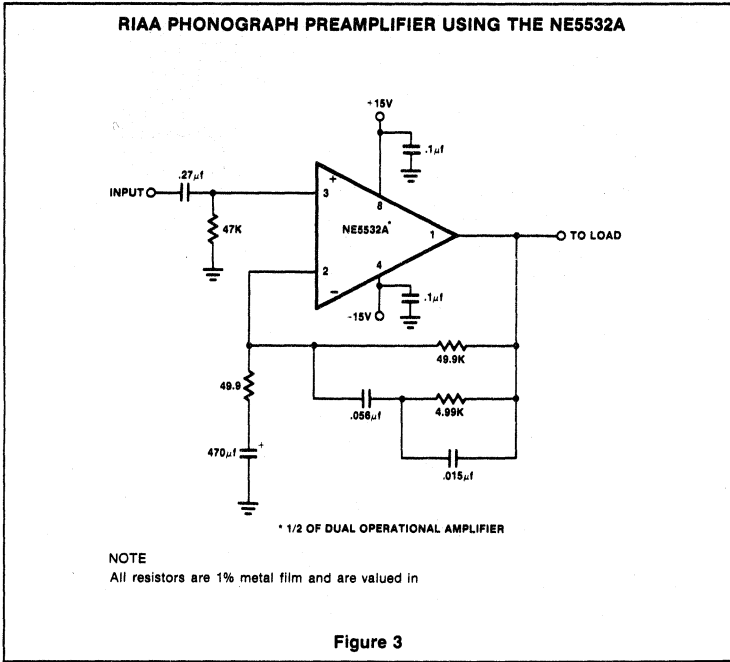 RIAA PHONOGRAPH PREAMPLIFIER USING THE NE5532A
+15V
.1µf
.27µf
INPUT
+
3
8
47K
NE5532A*
1
TO LOAD
2
4
−
.1µf
-15V
49.9K
49.9
.056µf
4.99K
470µf
+
.015µf
* 1/2 OF DUAL OPERATIONAL AMPLIFIER
NOTE
All resistors are 1% metal film and are valued in
Figure 3